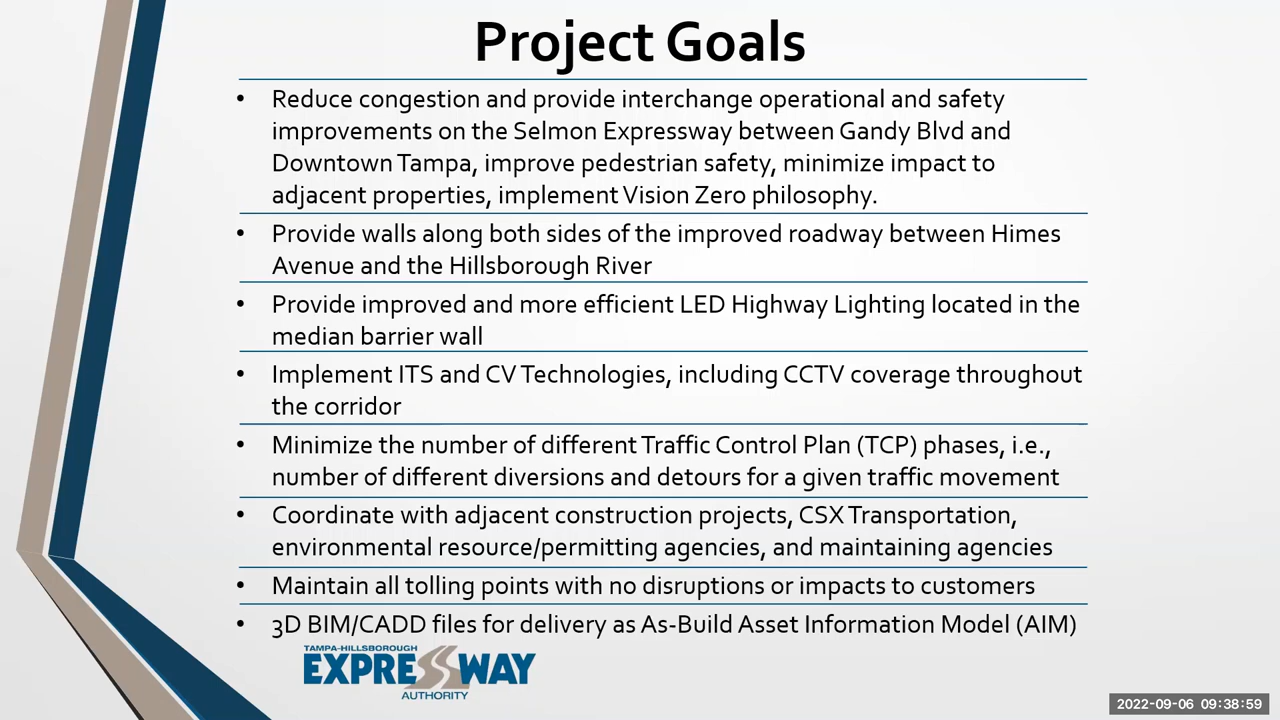 Project Goals
• Reduce congestion and provide interchange operational and safety
improvements on the Selmon Expressway between Gandy Blvd and
Downtown Tampa, improve pedestrian safety, minimize impact to
adjacent properties, implement Vision Zero philosophy.
• Provide walls along both sides of the improved roadway between Himes
Avenue and the Hillsborough River
• Provide improved and more efficient LED Highway Lighting located in the
median barrier wall
• Implement ITS and CV Technologies, including CCTV coverage throughout
the corridor
• Minimize the number of different Traffic Control Plan (TCP) phases, i.e.,
number of different diversions and detours for a given traffic movement
• Coordinate with adjacent construction projects, CSX Transportation,
environmental resource/permitting agencies, and maintaining agencies
• Maintain all tolling points with no disruptions or impacts to customers
• 3D BIM/CADD files for delivery as As-Build Asset Information Model (AIM)
TAMPA-HILLSBOROUGH
EXPRESSWAY
AUTHORITY
2022-09-06 09:38:59